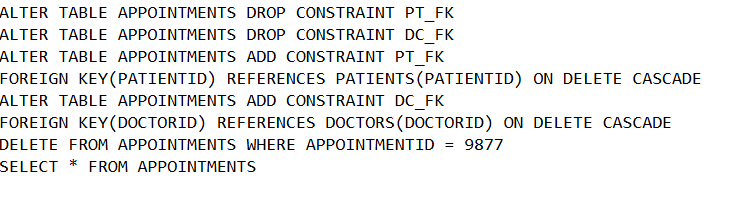 ALTER TABLE APPOINTMENTS DROP CONSTRAINT PT_FK
ALTER TABLE APPOINTMENTS DROP CONSTRAINT DC_FK
ALTER TABLE APPOINTMENTS ADD CONSTRAINT PT_FK
FOREIGN KEY(PATIENTID) REFERENCES PATIENTS(PATIENTID) ON DELETE CASCADE
ALTER TABLE APPOINTMENTS ADD CONSTRAINT DC_FK
FOREIGN KEY(DOCTORID) REFERENCES DOCTORS(DOCTORID) ON DELETE CASCADE
DELETE FROM APPOINTMENTS WHERE APPOINTMENTID = 9877
SELECT * FROM APPOINTMENTS